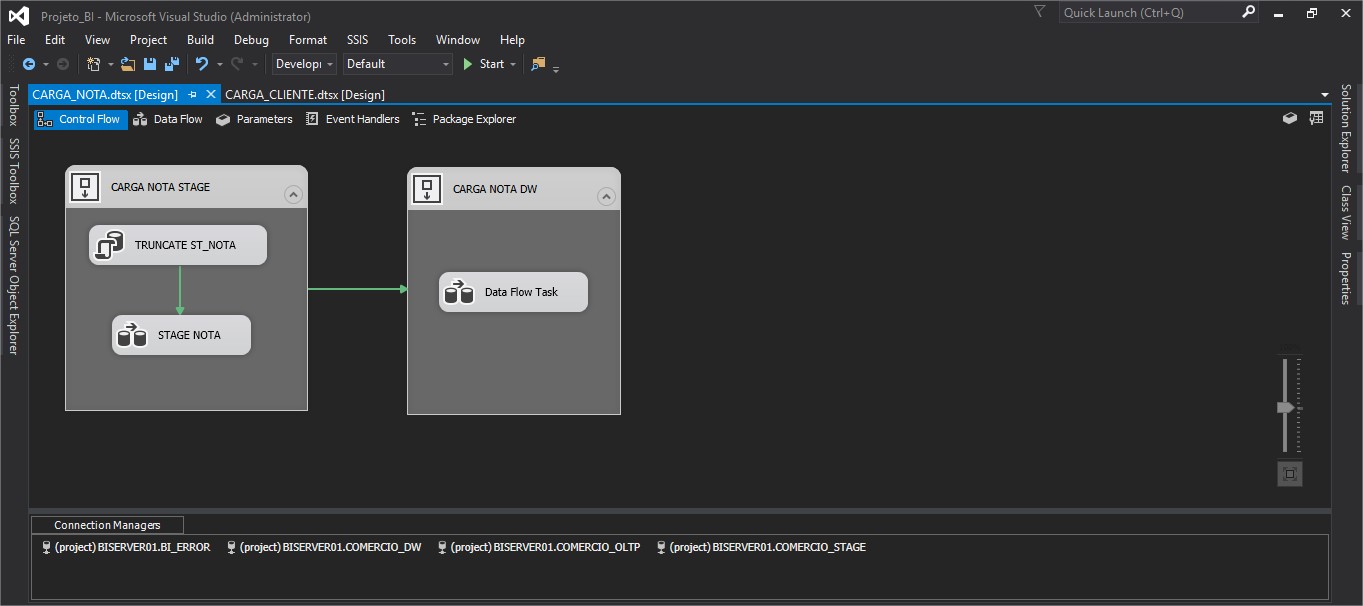 Projeto_BI - Microsoft Visual Studio (Administrator)
Quick Launch (Ctrl+Q)
File Edit View Project Build Debug Format SSIS Tools Window Help
Develop Default Start
CARGA_NOTA.dtsx [Design] CARGA_CLIENTE.dtsx [Design]
Control Flow Data Flow Parameters Event Handlers Package Explorer
Toolbox
SSIS Toolbox
SQL Server Object Explorer
CARGA NOTA STAGE
TRUNCATE ST_NOTA
STAGE NOTA
CARGA NOTA DW
Data Flow Task
Solution Explorer
Class View
Properties
Connection Managers
(project) BISERVER01.BI_ERROR (project) BISERVER01.COMERCIO_DW (project) BISERVER01.COMERCIO_OLTP (project) BISERVER01.COMERCIO_STAGE